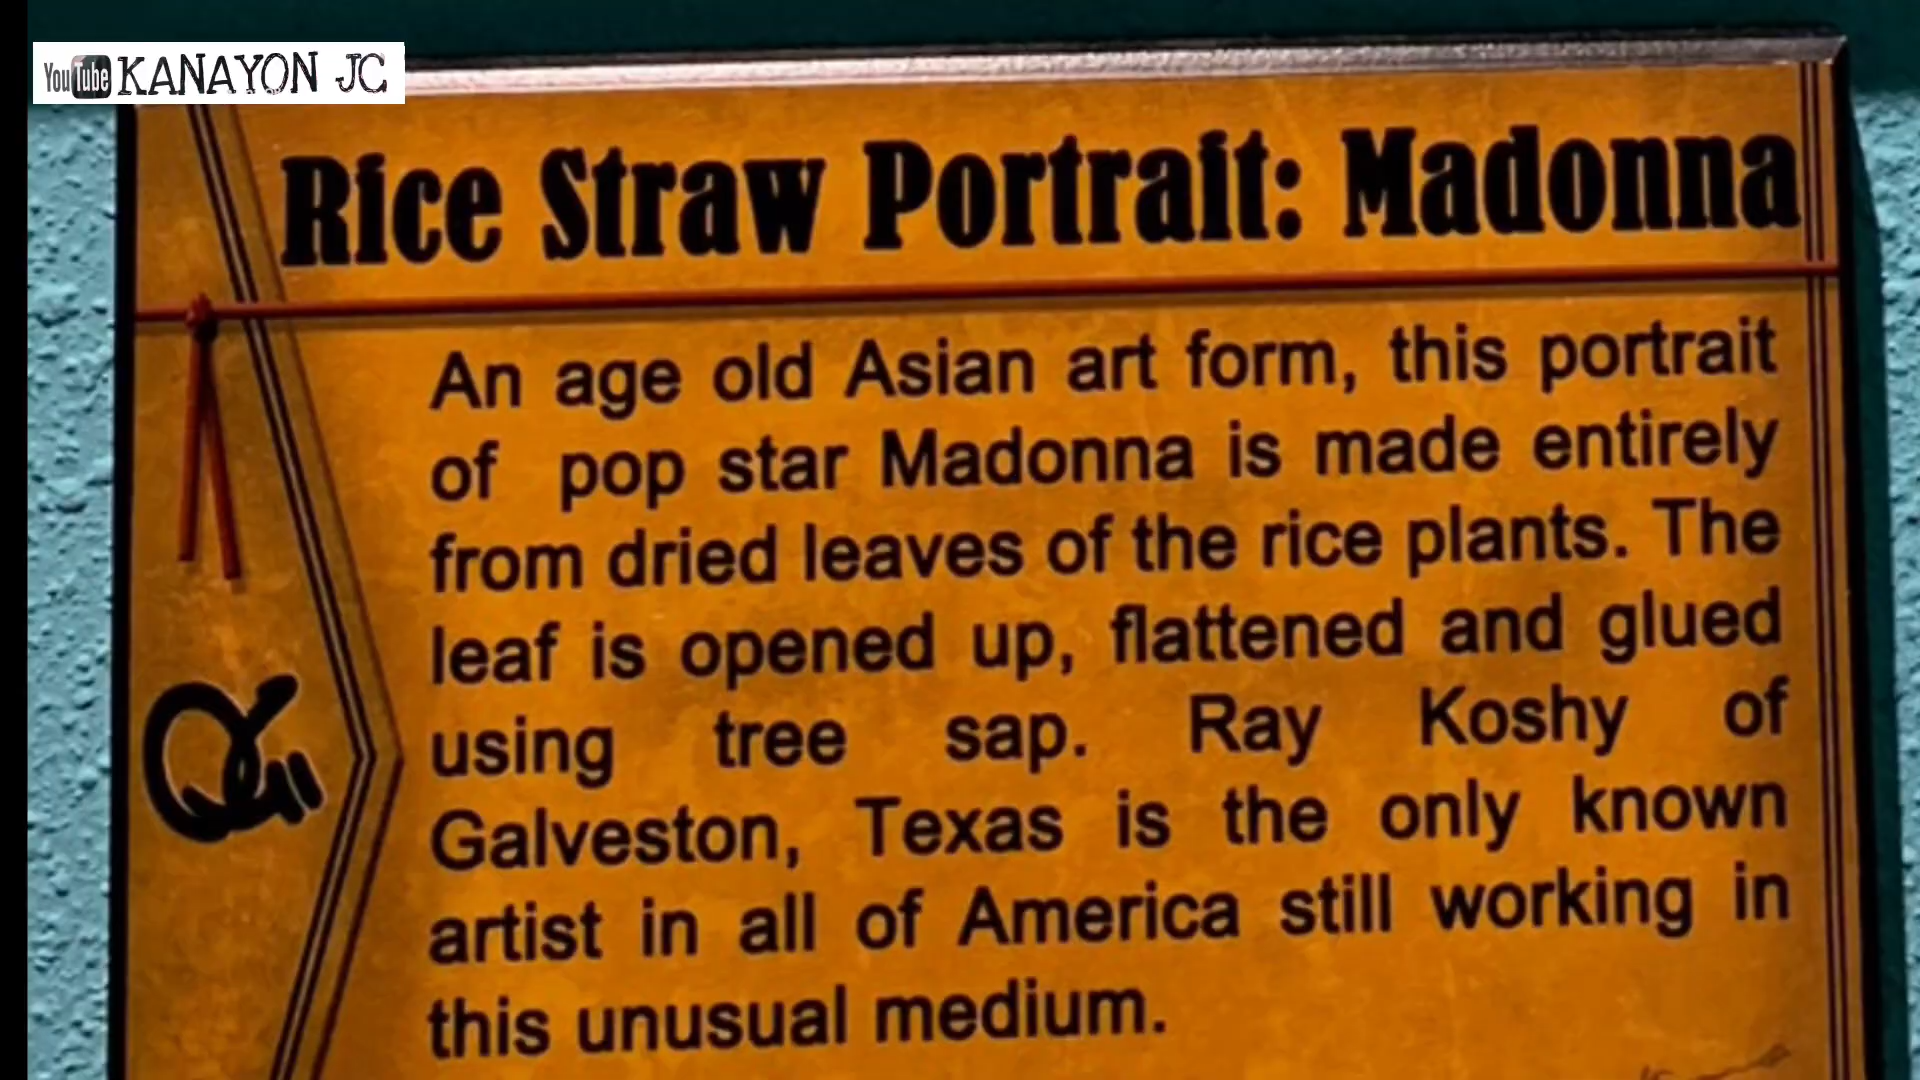 YouTube KANAYON JC
Rice Straw Portrait: Madonna
An age old Asian art form, this portrait
of pop star Madonna is made entirely
from dried leaves of the rice plants. The
leaf is opened up, flattened and glued
using tree sap. Ray Koshy of
Galveston, Texas is the only known
artist in all of America still working in
this unusual medium.